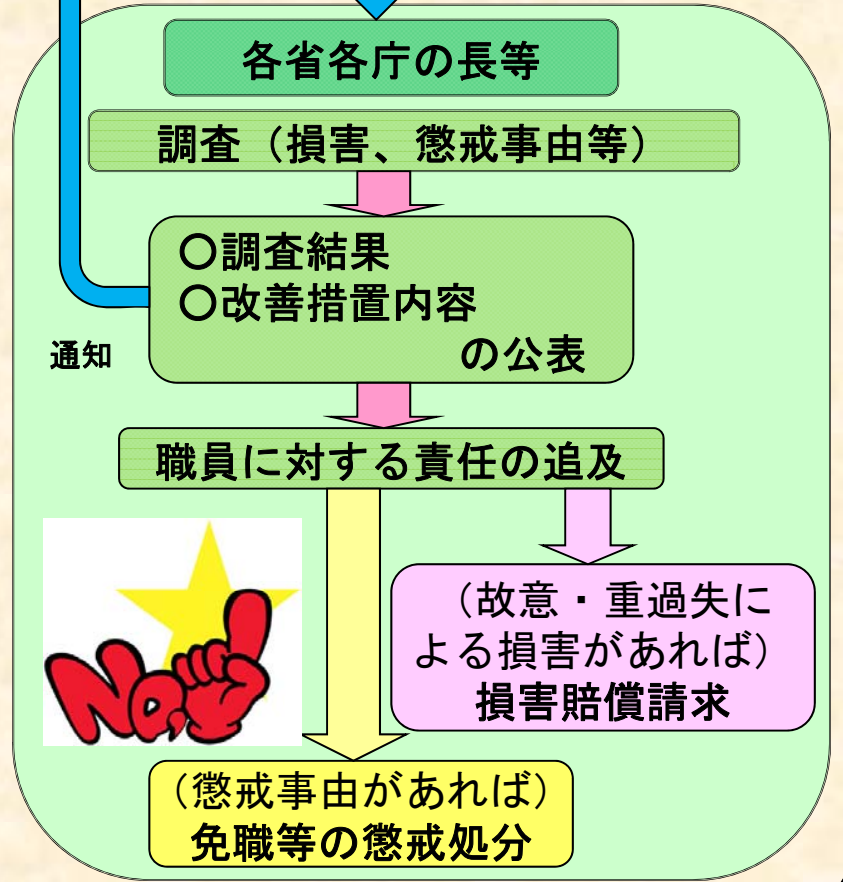 各省各庁の長等
調査（損害、懲戒事由等）
〇調査結果
〇改善措置内容
の公表
通知
職員に対する責任の追及
（故意・重過失に
よる損害があれば）
損害賠償請求
No,1
（懲戒事由があれば）
免職等の懲戒処分